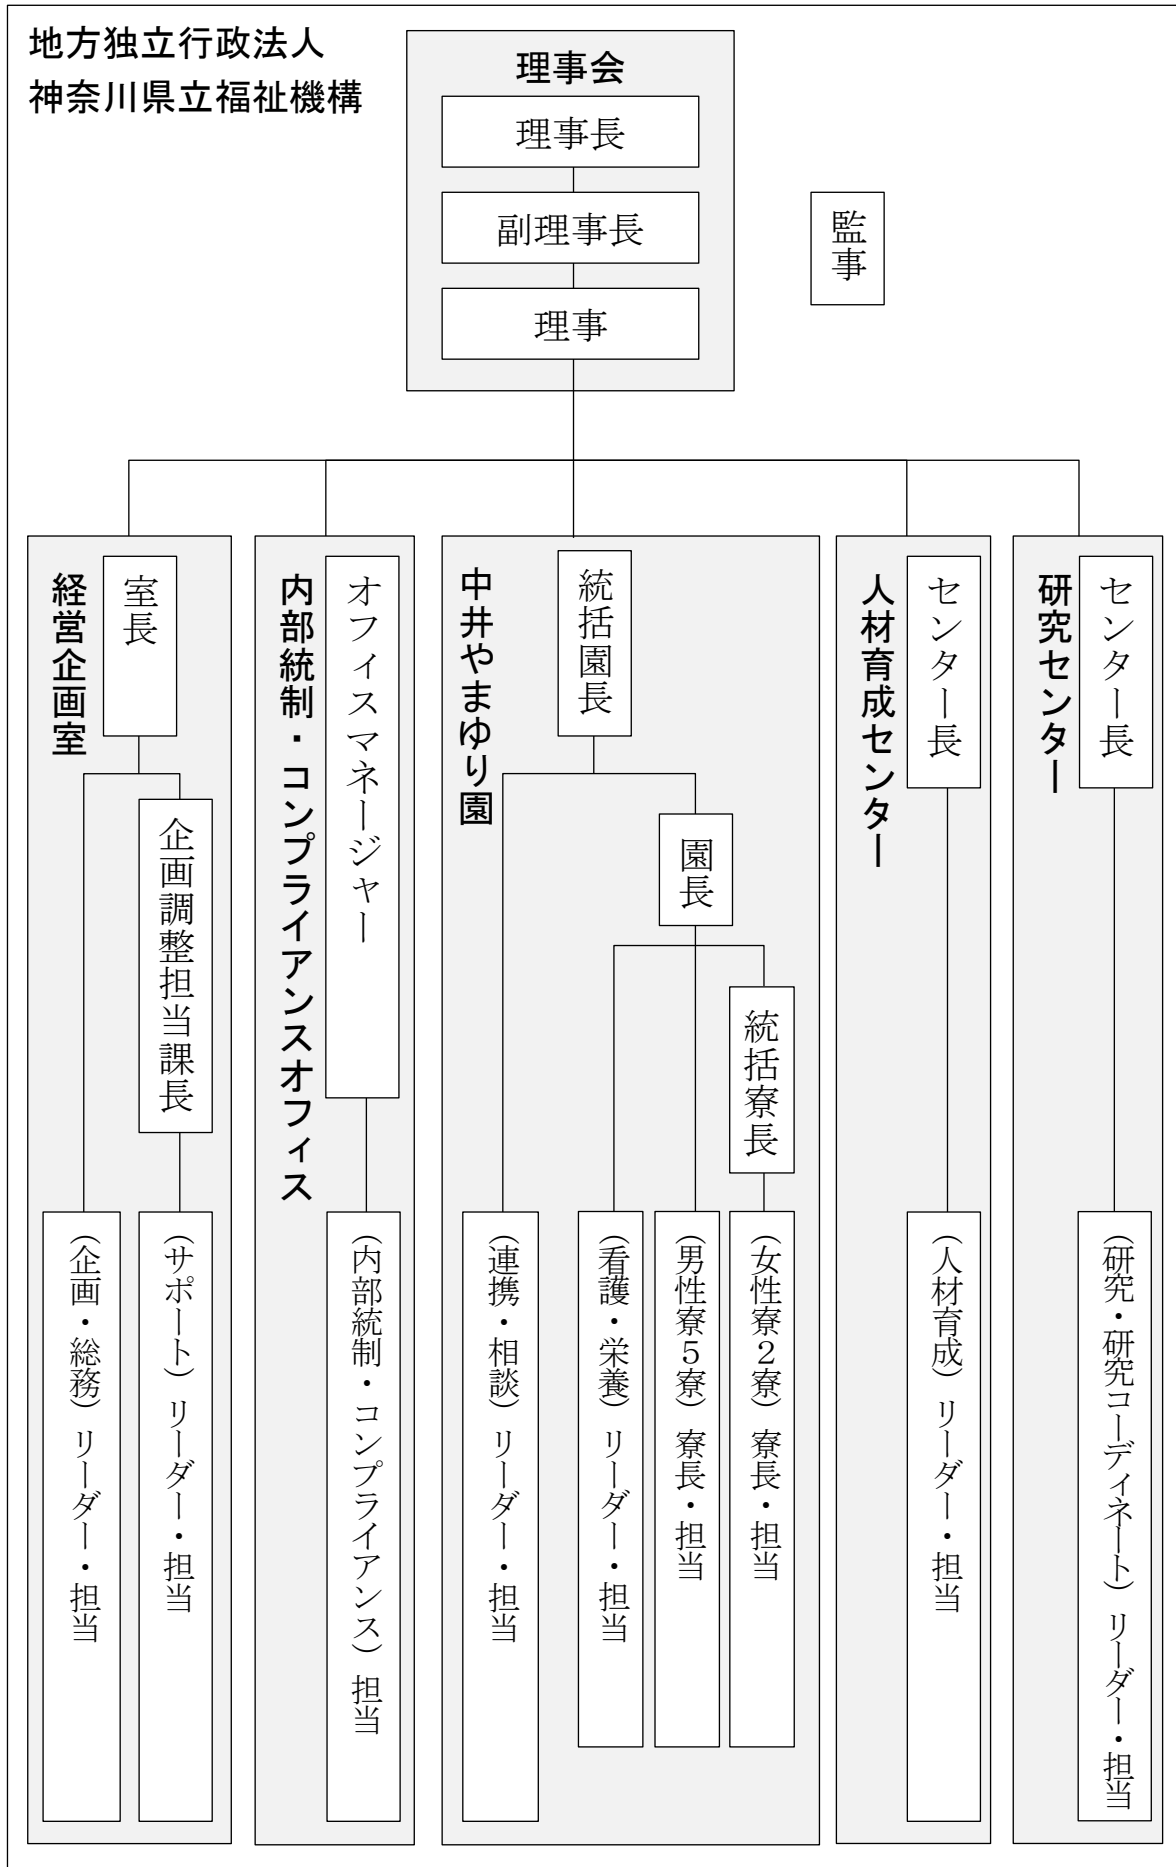 地方独立行政法人
神奈川県立福祉機構
理事会
理事長
副理事長
理事
監事
経営企画室
室長
企画調整担当課長
（企画・総務）リーダー・担当
（サポート）リーダー・担当
内部統制・コンプライアンスオフィス
オフィスマネージャー
（内部統制・コンプライアンス）担当
中井やまゆり園
統括園長
園長
統括寮長
（連携・相談）リーダー・担当
（看護・栄養）リーダー・担当
（男性寮５寮）寮長・担当
（女性寮２寮）寮長・担当
人材育成センター
センター長
（人材育成）リーダー・担当
研究センター
センター長
（研究・研究コーディネート）リーダー・担当